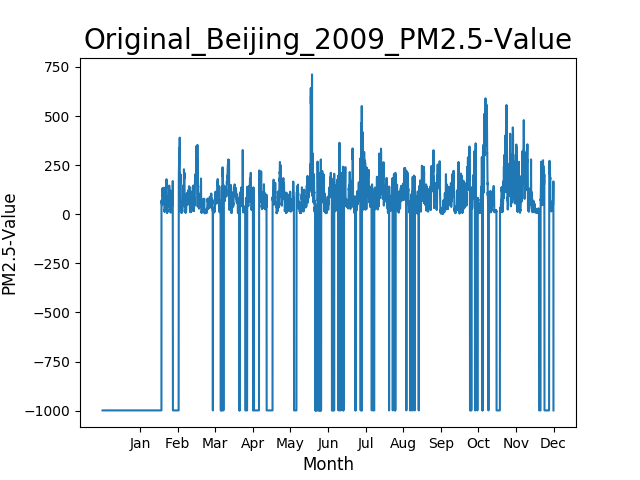 Original_Beijing_2009_PM2.5-Value
750
500
250
0
−250
−500
−750
−1000
PM2.5-Value
Jan Feb Mar Apr May Jun Jul Aug Sep Oct Nov Dec
Month